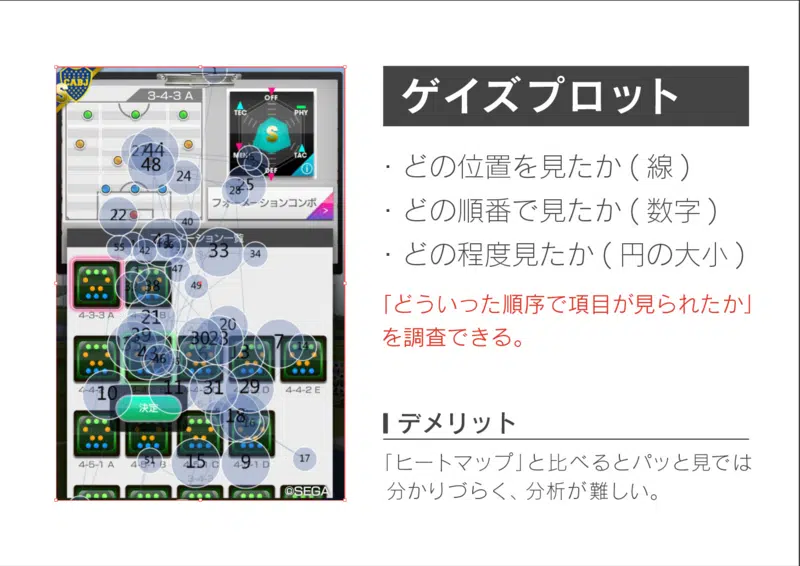 CABJ
1
3-4-3 A
OFF
TEC
PHY
TAC
DEF
S
44
48
24
25
28
フォーメーションコンボ
22
40
41
55
42
33
34
47
49
38
4-3-3 A
21
20
39
30
23
3
7
46
4-4-2 E
10
11
31
29
決定
18
16
4-5-1 A
51
15
9
17
©SEGA
ゲイズプロット
・どの位置を見たか ( 線 )
・どの順番で見たか ( 数字 )
・どの程度見たか ( 円の大小 )
「どういった順序で項目が見られたか」
を調査できる。
デメリット
「ヒートマップ」と比べるとパッと見では
分かりづらく、分析が難しい。